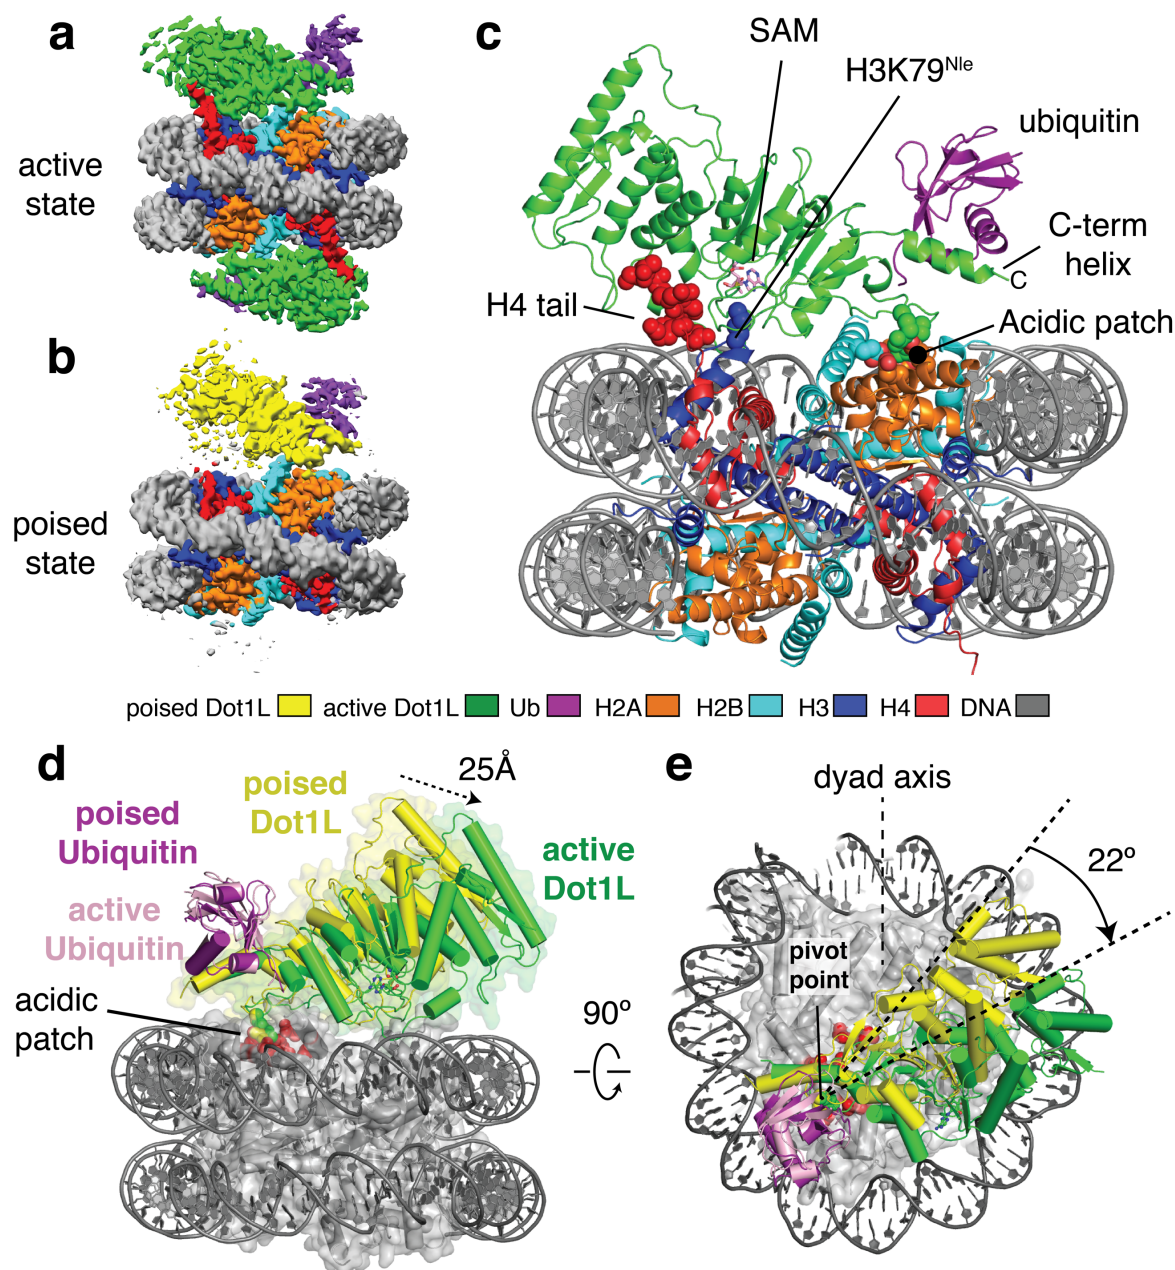 a
active
state
b
poised
state
c
SAM
H3K79Nle
ubiquitin
C-term
helix
C
H4 tail
Acidic patch
poised Dot1L
active Dot1L
Ub
H2A
H2B
H3
H4
DNA
d
25Å
poised
Dot1L
poised
Ubiquitin
active
Ubiquitin
active
Dot1L
acidic
patch
90º
e
dyad axis
22º
pivot
point